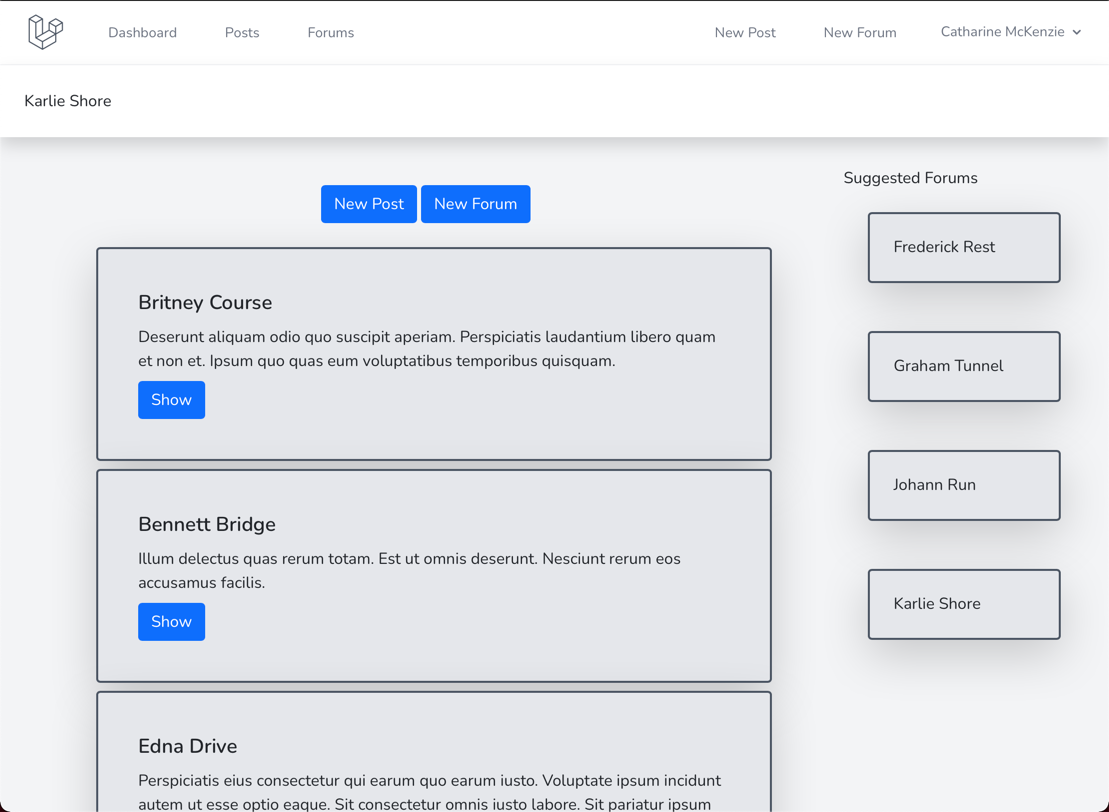 Dashboard Posts Forums New Post New Forum Catharine McKenzie
Karlie Shore
New Post New Forum
Britney Course
Deserunt aliquam odio quo suscipit aperiam. Perspiciatis laudantium libero quam
et non et. Ipsum quo quas eum voluptatibus temporibus quisquam.
Show
Bennett Bridge
Illum delectus quas rerum totam. Est ut omnis deserunt. Nesciunt rerum eos
accusamus facilis.
Show
Edna Drive
Perspiciatis eius consectetur qui earum quo earum iusto. Voluptate ipsum incidunt
autem ut esse optio eaque. Sit consectetur omnis iusto labore. Sit pariatur ipsum
Suggested Forums
Frederick Rest
Graham Tunnel
Johann Run
Karlie Shore